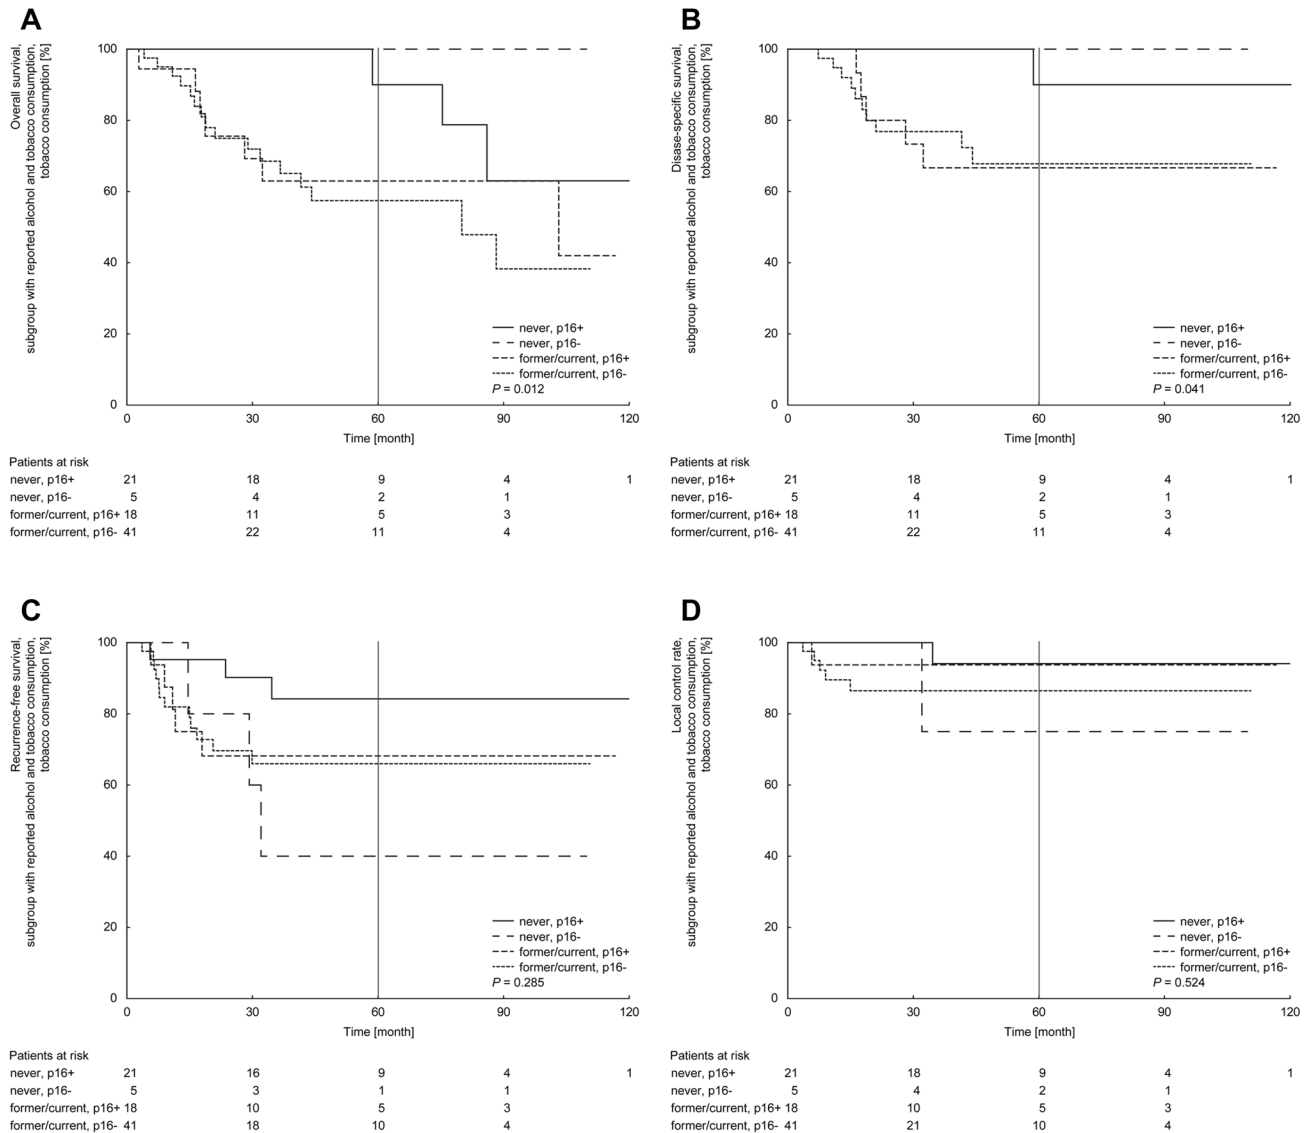 A
Overall survival,
subgroup with reported alcohol and tobacco consumption,
tobacco consumption [%]
100
80
60
40
20
0
never, p16+
never, p16-
former/current, p16+
former/current, p16-
P = 0.012
0 30 60 90 120
Time [month]
Patients at risk
never, p16+ 21 18 9 4 1
never, p16- 5 4 2 1
former/current, p16+ 18 11 5 3
former/current, p16- 41 22 11 4
B
Disase-specific survival,
subgroup with reported alcohol and tobacco consumption,
tobacco consumption [%]
100
80
60
40
20
0
never, p16+
never, p16-
former/current, p16+
former/current, p16-
P = 0.041
0 30 60 90 120
Time [month]
Patients at risk
never, p16+ 21 18 9 4 1
never, p16- 5 4 2 1
former/current, p16+ 18 11 5 3
former/current, p16- 41 22 11 4
C
Recurrence-free survival,
subgroup with reported alcohol and tobacco consumption,
tobacco consumption [%]
100
80
60
40
20
0
never, p16+
never, p16-
former/current, p16+
former/current, p16-
P = 0.285
0 30 60 90 120
Time [month]
Patients at risk
never, p16+ 21 16 9 4 1
never, p16- 5 3 1 1
former/current, p16+ 18 10 5 3
former/current, p16- 41 18 10 4
D
Local control rate,
subgroup with reported alcohol and tobacco consumption,
tobacco consumption [%]
100
80
60
40
20
0
never, p16+
never, p16-
former/current, p16+
former/current, p16-
P = 0.524
0 30 60 90 120
Time [month]
Patients at risk
never, p16+ 21 18 9 4 1
never, p16- 5 4 2 1
former/current, p16+ 18 10 5 3
former/current, p16- 41 21 10 4